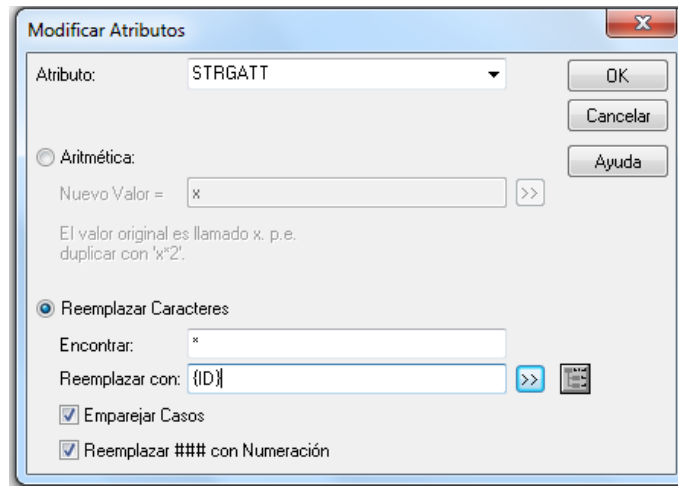 Modificar Atributos
Atributo: STRGATT OK
Cancelar
Aritmética: Ayuda
Nuevo Valor = x >>
El valor original es llamado x. p.e.
duplicar con 'x*2'.
Reemplazar Caracteres
Encontrar: *
Reemplazar con: {ID} >>
Emparejar Casos
Reemplazar ### con Numeración